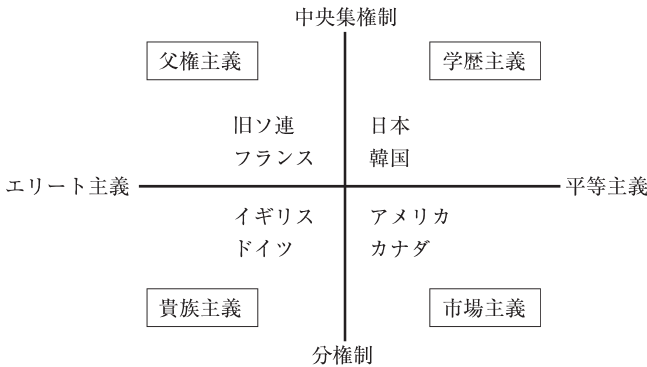 中央集権制
父権主義
学歴主義
旧ソ連
日本
フランス
韓国
エリート主義
平等主義
イギリス
アメリカ
ドイツ
カナダ
貴族主義
市場主義
分権制